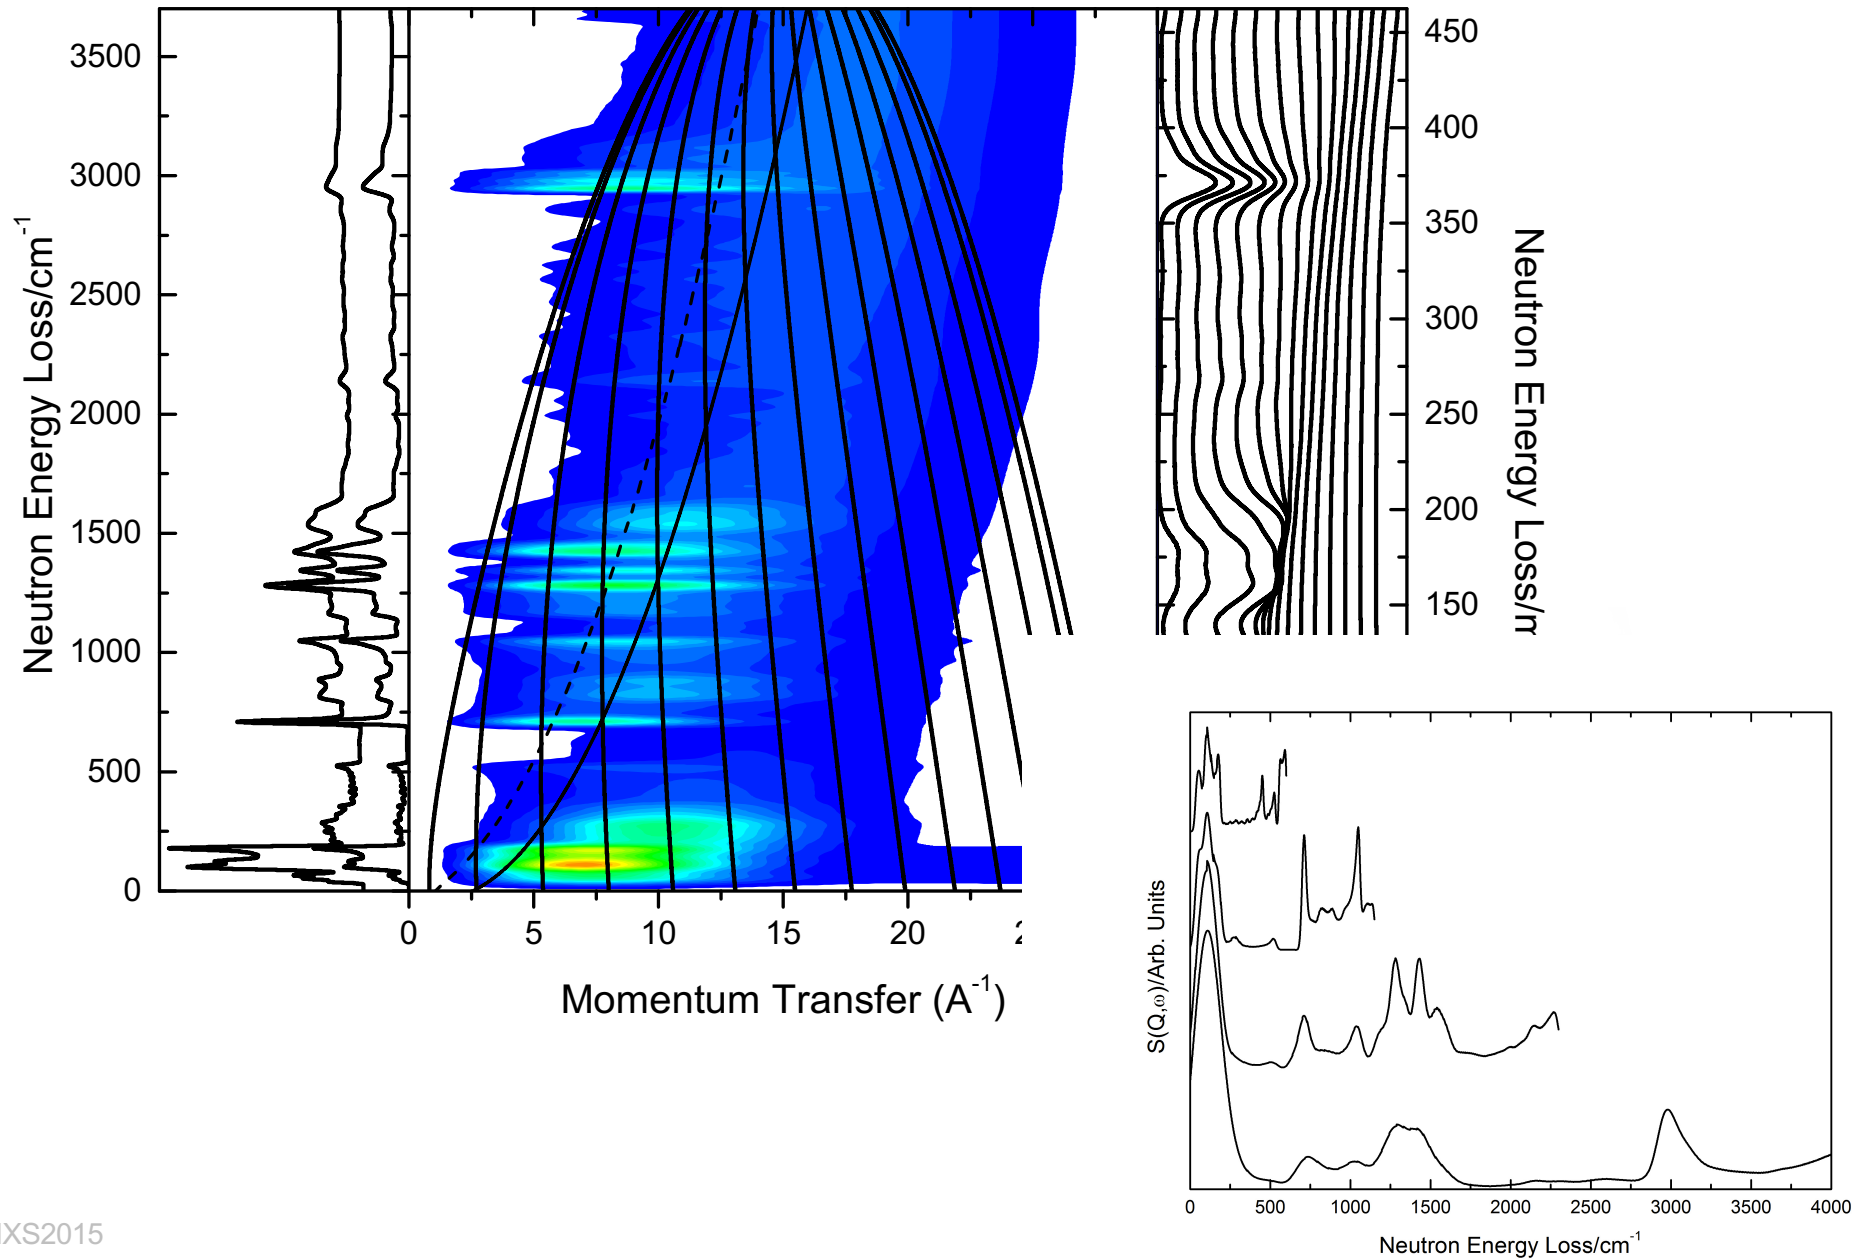 Neutron Energy Loss/cm-1
3500
3000
2500
2000
1500
1000
500
0
0 5 10 15 20
Momentum Transfer (A-1)
450
400
350
300
250
200
150
Neutron Energy Loss/m
S(Q,ω)/Arb. Units
0 500 1000 1500 2000 2500 3000 3500 4000
Neutron Energy Loss/cm-1
IXS2015